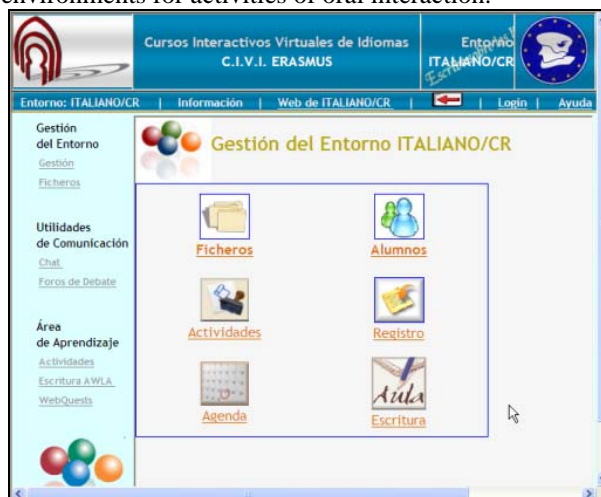 environments for activities of oral interaction.
Cursos Interactivos Virtuales de Idiomas
C.I.V.I. ERASMUS
Entorno
ITALIANO/CR
Entorno: ITALIANO/CR | Información | Web de ITALIANO/CR | | Login | Ayuda
Gestión
del Entorno
Gestión
Ficheros
Utilidades
de Comunicación
Chat
Foros de Debate
Área
de Aprendizaje
Actividades
Escritura AWLA
WebQuests
Gestión del Entorno ITALIANO/CR
Ficheros
Alumnos
Actividades
Registro
Agenda
Aula
Escritura